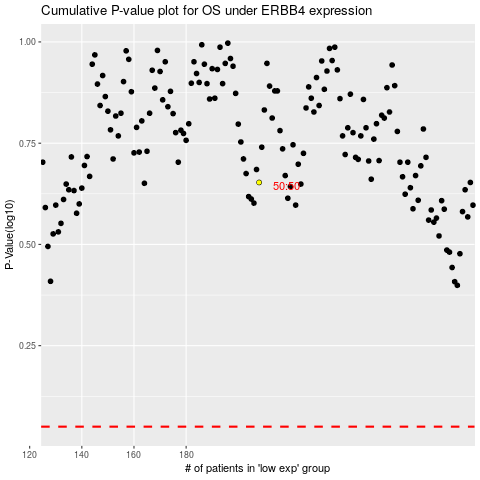 Cumulative P-value plot for OS under ERBB4 expression
P-Value(log10)
1.00
0.75
0.50
0.25
50:50
120 140 160 180
# of patients in 'low exp' group